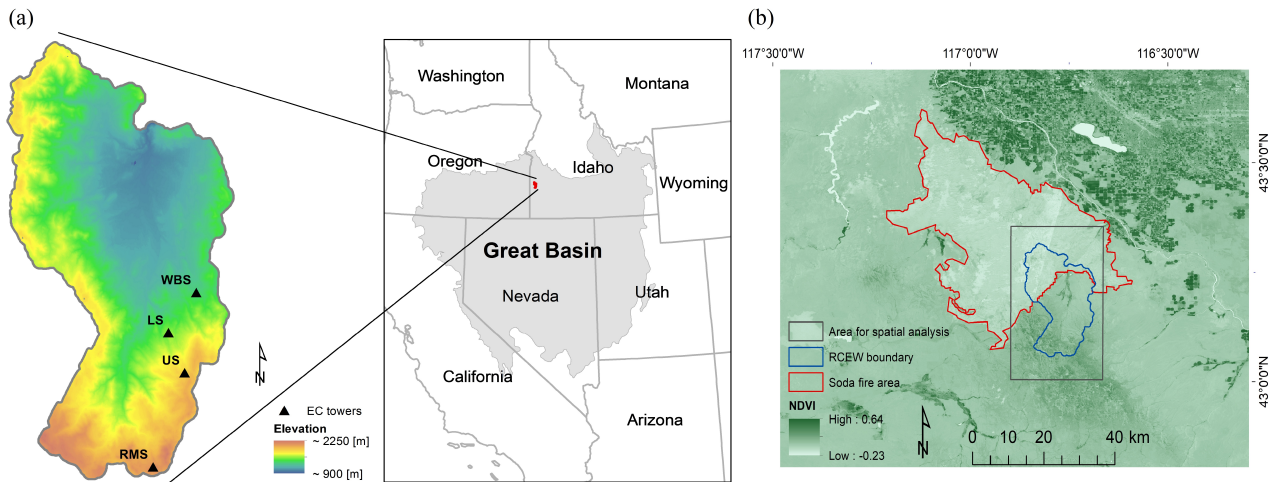 (a)
WBS
LS
US
RMS
N
EC towers
Elevation
~ 2250 [m]
~ 900 [m]
Washington
Montana
Oregon
Idaho
Wyoming
Great Basin
Nevada
Utah
California
Arizona
(b)
117°30'0"W
117°0'0"W
116°30'0"W
43°30'0"N
43°0'0"N
Area for spatial analysis
RCEW boundary
Soda fire area
NDVI
High : 0.64
Low : -0.23
N
0 10 20 40 km